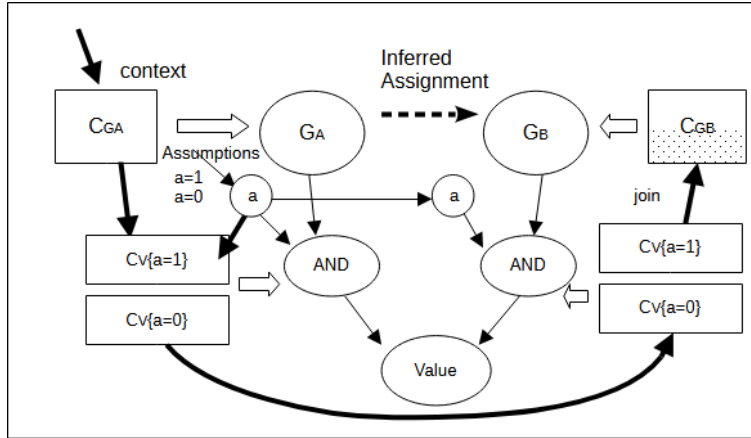 context
Inferred
Assignment
CGA
GA
GB
CGB
Assumptions
a=1
a=0
a
a
join
CV{a=1}
AND
AND
CV{a=1}
CV{a=0}
CV{a=0}
Value